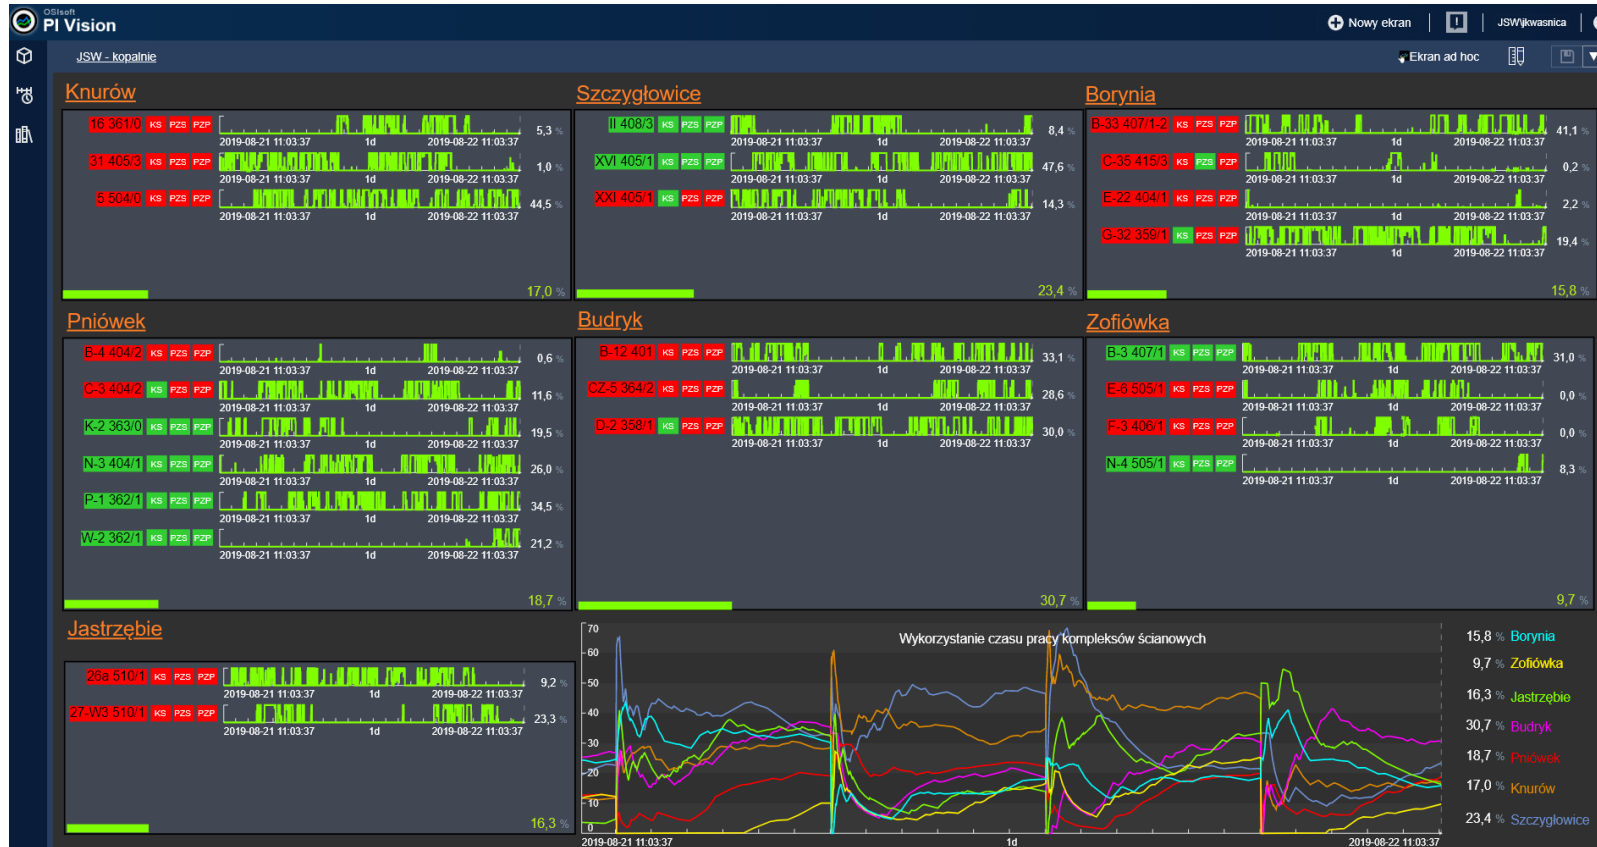 OSIsoft
PI Vision
Nowy ekran
JSW\jkwasnica
JSW - kopalnie
Ekran ad hoc
Knurów
16 361/0 KS PZS PZP 5,3 %
2019-08-21 11:03:37 1d 2019-08-22 11:03:37
31 405/3 KS PZS PZP 1,0 %
2019-08-21 11:03:37 1d 2019-08-22 11:03:37
5 504/0 KS PZS PZP 44,5 %
2019-08-21 11:03:37 1d 2019-08-22 11:03:37
17,0 %
Szczygłowice
II 408/3 KS PZS PZP 8,4 %
2019-08-21 11:03:37 1d 2019-08-22 11:03:37
XVI 405/1 KS PZS PZP 47,6 %
2019-08-21 11:03:37 1d 2019-08-22 11:03:37
XXI 405/1 KS PZS PZP 14,3 %
2019-08-21 11:03:37 1d 2019-08-22 11:03:37
23,4 %
Borynia
B-33 407/1-2 KS PZS PZP 41,1 %
2019-08-21 11:03:37 1d 2019-08-22 11:03:37
C-35 415/3 KS PZS PZP 0,2 %
2019-08-21 11:03:37 1d 2019-08-22 11:03:37
E-22 404/1 KS PZS PZP 2,2 %
2019-08-21 11:03:37 1d 2019-08-22 11:03:37
G-32 359/1 KS PZS PZP 19,4 %
2019-08-21 11:03:37 1d 2019-08-22 11:03:37
15,8 %
Pniówek
B-4 404/2 KS PZS PZP 0,6 %
2019-08-21 11:03:37 1d 2019-08-22 11:03:37
C-3 404/2 KS PZS PZP 11,6 %
2019-08-21 11:03:37 1d 2019-08-22 11:03:37
K-2 363/0 KS PZS PZP 19,5 %
2019-08-21 11:03:37 1d 2019-08-22 11:03:37
N-3 404/1 KS PZS PZP 26,0 %
2019-08-21 11:03:37 1d 2019-08-22 11:03:37
P-1 362/1 KS PZS PZP 34,5 %
2019-08-21 11:03:37 1d 2019-08-22 11:03:37
W-2 362/1 KS PZS PZP 21,2 %
2019-08-21 11:03:37 1d 2019-08-22 11:03:37
18,7 %
Budryk
B-12 401 KS PZS PZP 33,1 %
2019-08-21 11:03:37 1d 2019-08-22 11:03:37
CZ-5 364/2 KS PZS PZP 28,6 %
2019-08-21 11:03:37 1d 2019-08-22 11:03:37
D-2 358/1 KS PZS PZP 30,0 %
2019-08-21 11:03:37 1d 2019-08-22 11:03:37
30,7 %
Zofiówka
B-3 407/1 KS PZS PZP 31,0 %
2019-08-21 11:03:37 1d 2019-08-22 11:03:37
E-6 505/1 KS PZS PZP 0,0 %
2019-08-21 11:03:37 1d 2019-08-22 11:03:37
F-3 406/1 KS PZS PZP 0,0 %
2019-08-21 11:03:37 1d 2019-08-22 11:03:37
N-4 505/1 KS PZS PZP 8,3 %
2019-08-21 11:03:37 1d 2019-08-22 11:03:37
9,7 %
Jastrzębie
26a 510/1 KS PZS PZP 9,2 %
2019-08-21 11:03:37 1d 2019-08-22 11:03:37
27-W3 510/1 KS PZS PZP 23,3 %
2019-08-21 11:03:37 1d 2019-08-22 11:03:37
16,3 %
Wykorzystanie czasu pracy kompleksów ścianowych
70
60
50
40
30
20
10
0
2019-08-21 11:03:37 1d 2019-08-22 11:03:37
15,8 % Borynia
9,7 % Zofiówka
16,3 % Jastrzębie
30,7 % Budryk
18,7 % Pniówek
17,0 % Knurów
23,4 % Szczygłowice